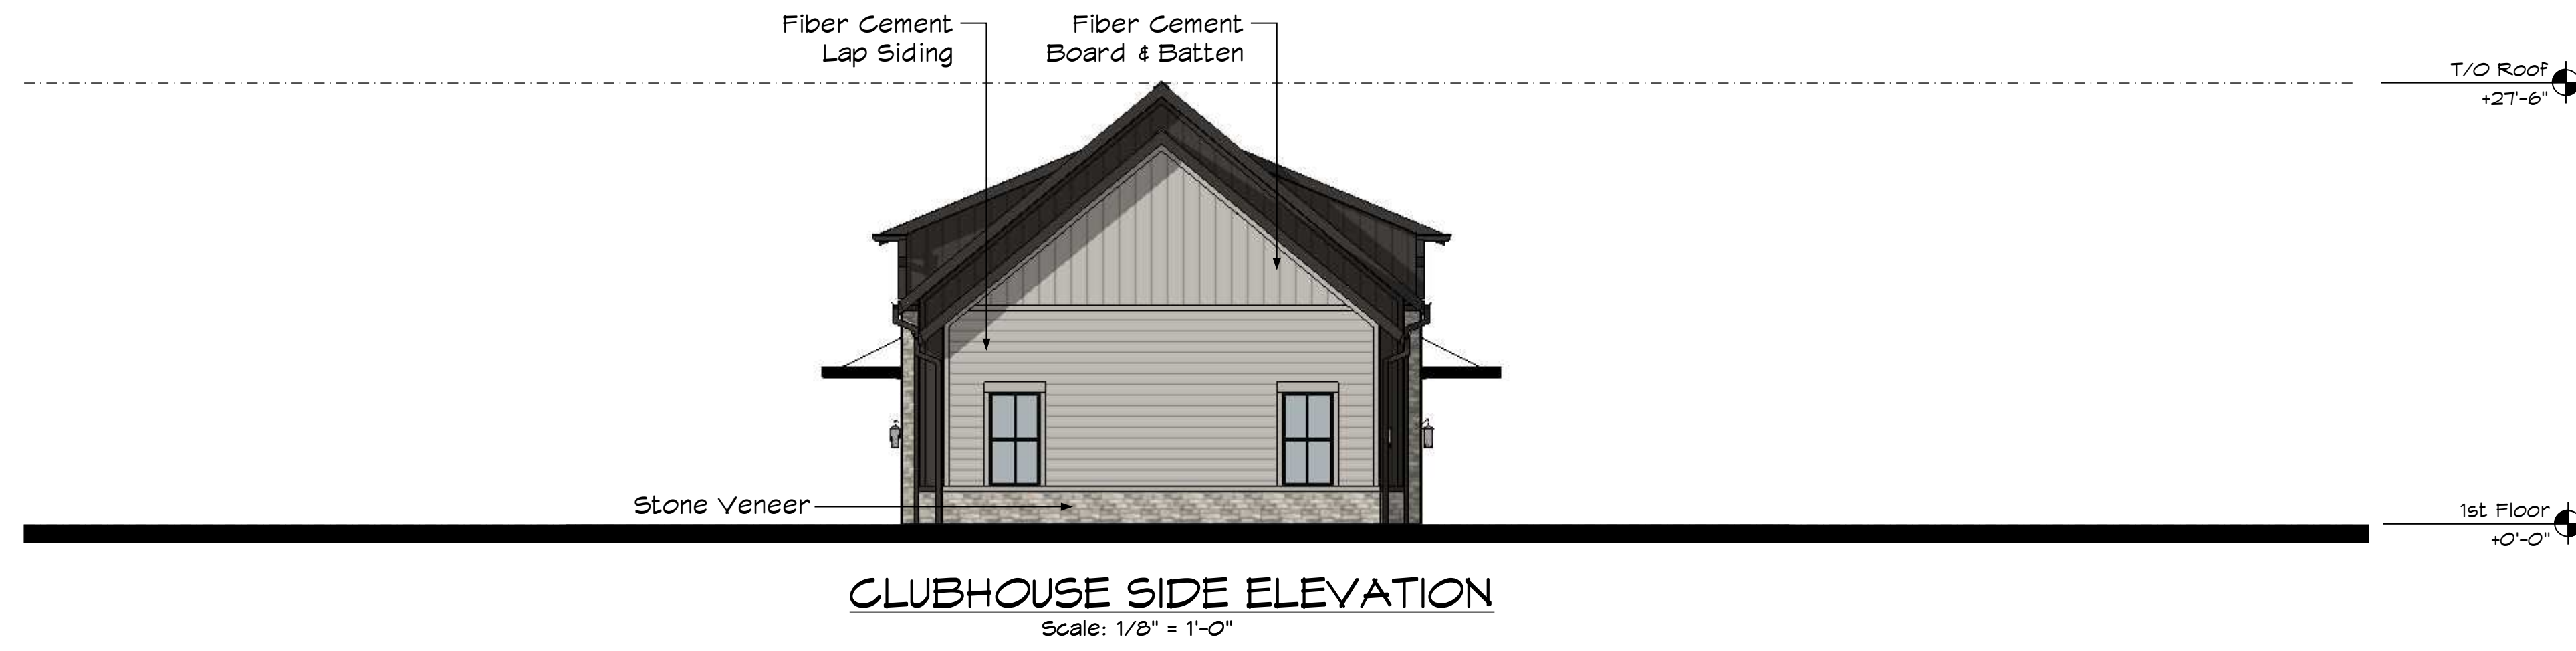 Fiber Cement
Lap Siding
Fiber Cement
Board & Batten
T/O Roof
+27'-6"
Stone Veneer
1st Floor
+0'-0"
CLUBHOUSE SIDE ELEVATION
Scale: 1/8" = 1'-0"